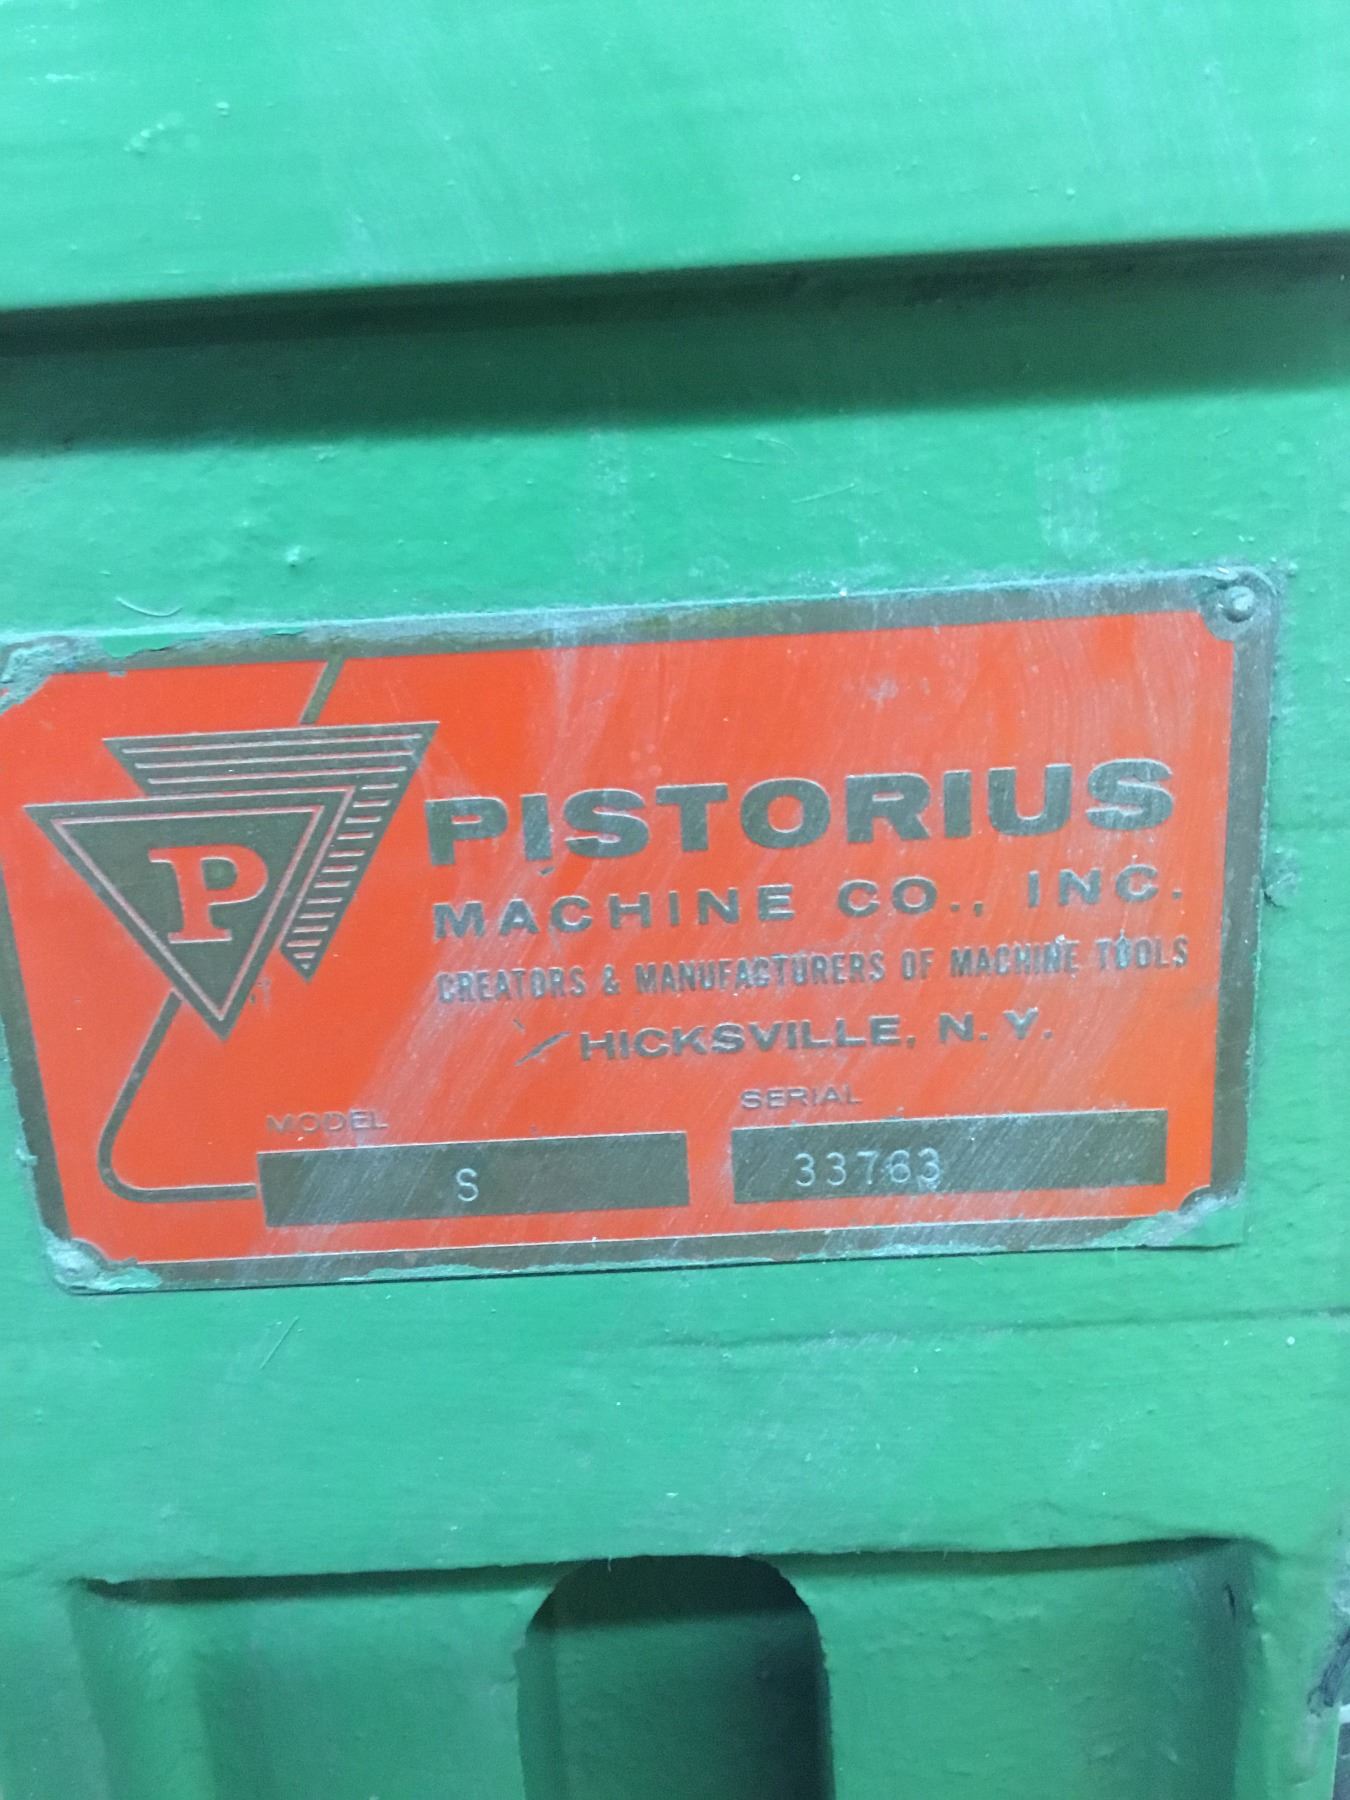 P
PISTORIUS
MACHINE CO., INC.
CREATORS & MANUFACTURERS OF MACHINE TOOLS
HICKSVILLE, N. Y.
MODEL SERIAL
S 33763